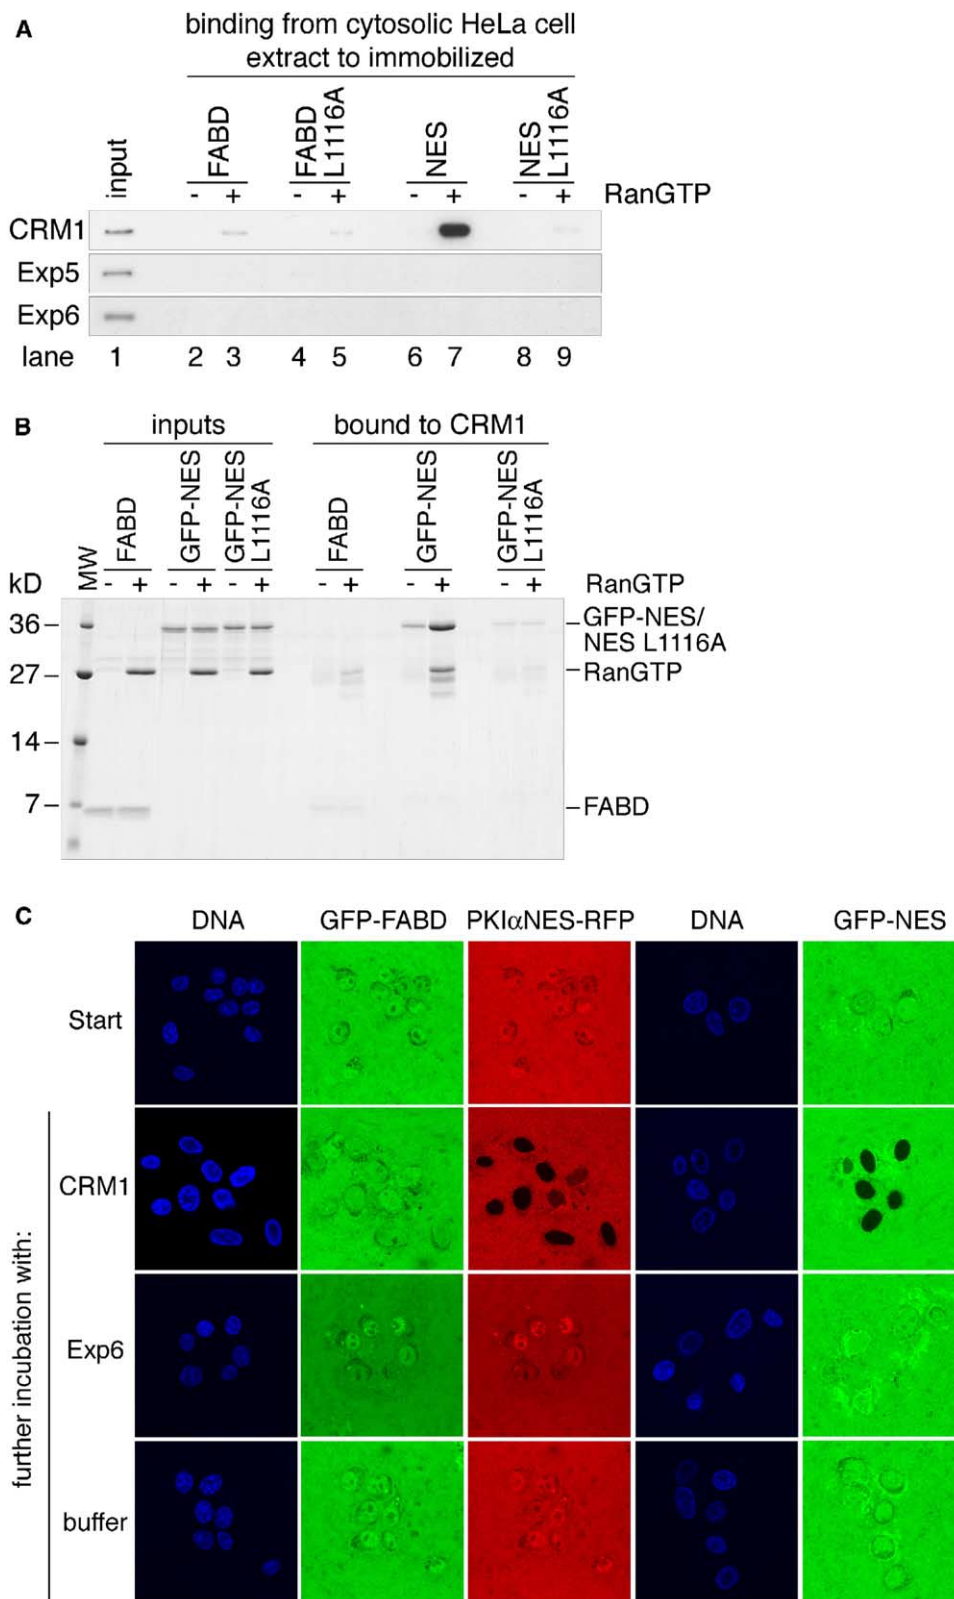 A
binding from cytosolic HeLa cell
extract to immobilized
input
FABD
FABD
L1116A
NES
NES
L1116A
- + - + - + - + RanGTP
CRM1
Exp5
Exp6
lane 1 2 3 4 5 6 7 8 9
B
inputs bound to CRM1
MW
FABD
GFP-NES
GFP-NES
L1116A
FABD
GFP-NES
GFP-NES
L1116A
kD - + - + - + - + - + - + RanGTP
36 GFP-NES/
NES L1116A
27 RanGTP
14
7 FABD
C
DNA GFP-FABD PKIαNES-RFP DNA GFP-NES
Start
further incubation with:
CRM1
Exp6
buffer